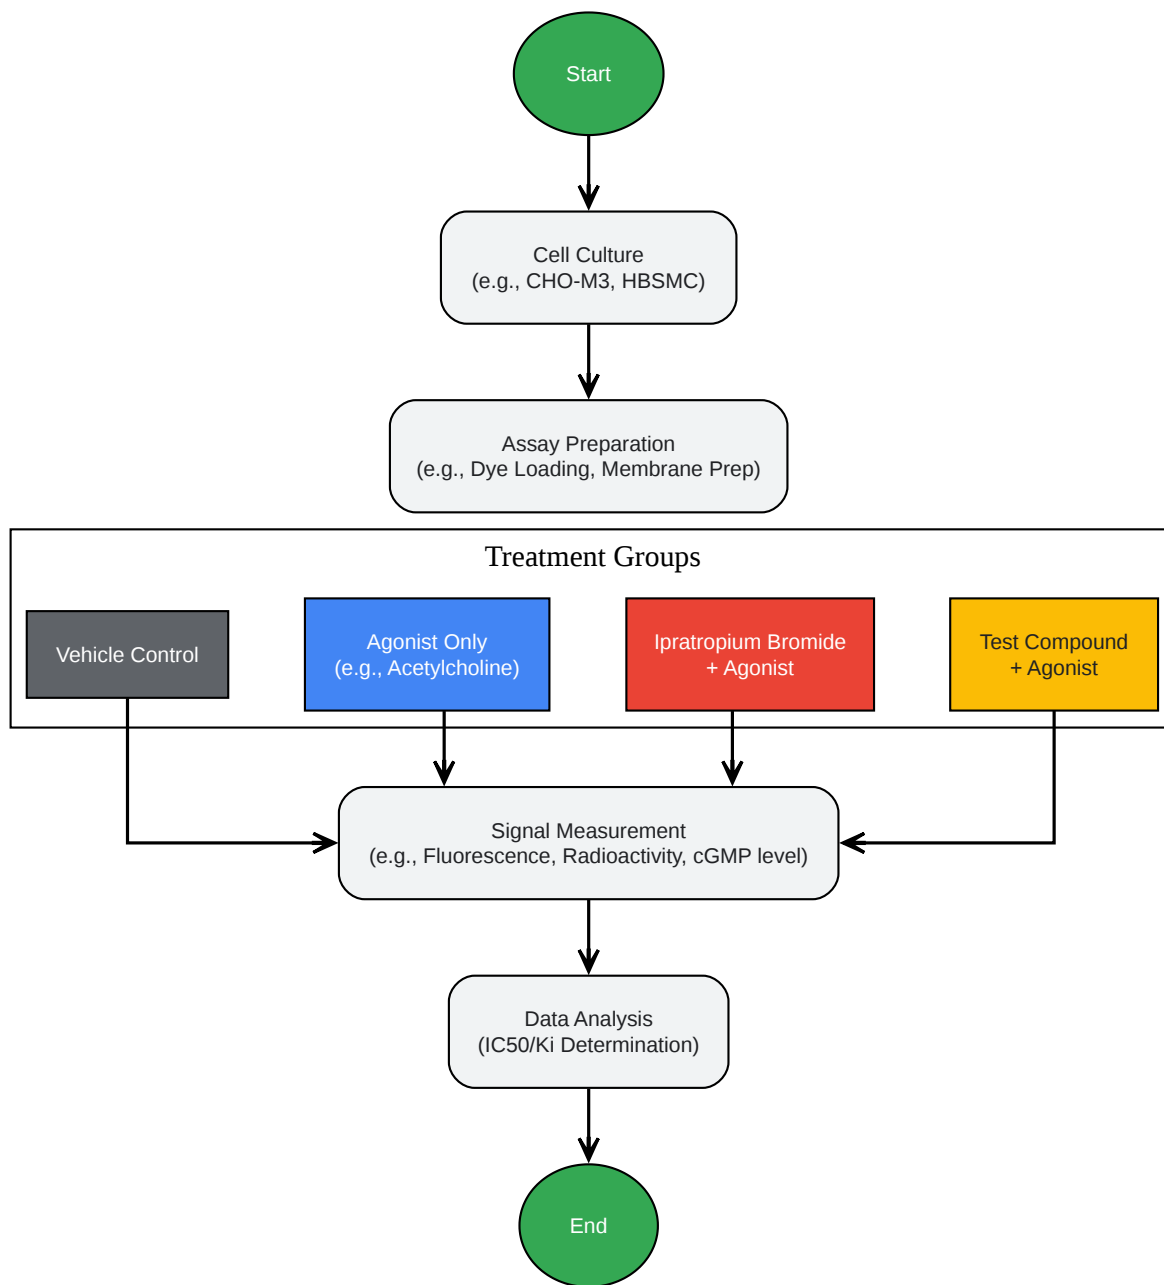 Start
Cell Culture
(e.g., CHO-M3, HBSMC)
Assay Preparation
(e.g., Dye Loading, Membrane Prep)
Treatment Groups
Vehicle Control
Agonist Only
(e.g., Acetylcholine)
Ipratropium Bromide
+ Agonist
Test Compound
+ Agonist
Signal Measurement
(e.g., Fluorescence, Radioactivity, cGMP level)
Data Analysis
(IC50/Ki Determination)
End